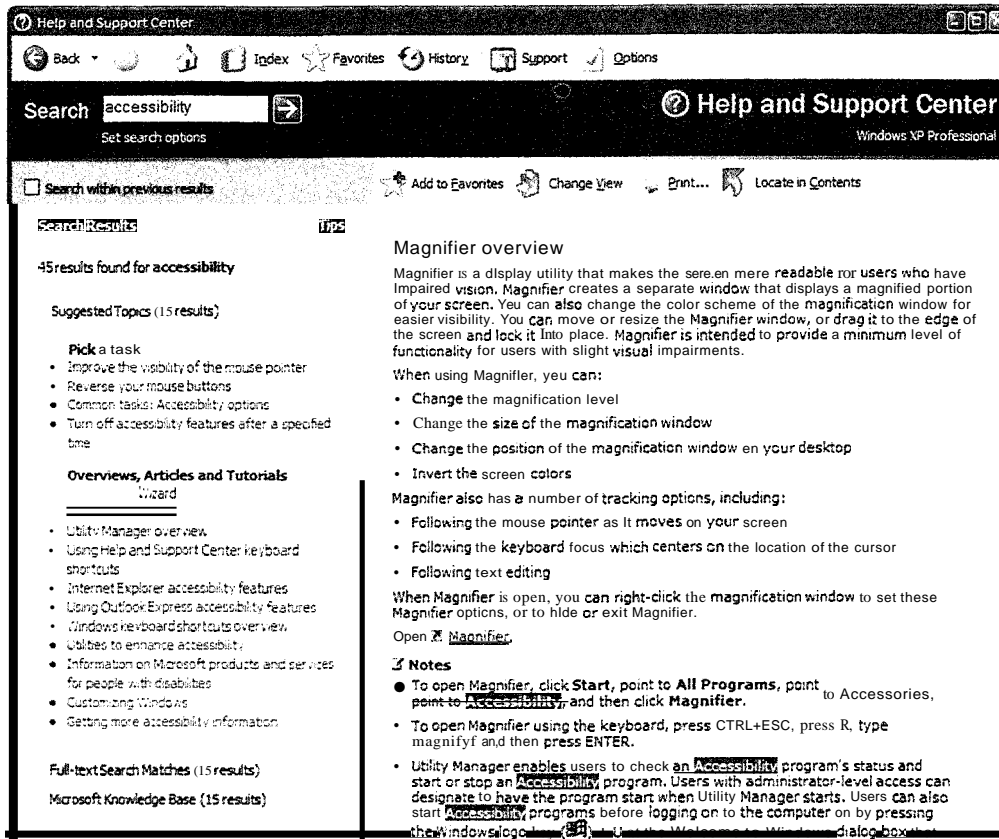 Help and Support Center
Back Index Favorites History Support Options
Search accessibility
Set search options
Help and Support Center
Windows XP Professional
Search within previous results
Add to Favorites Change View Print... Locate in Contents
Search Results Tips
45 results found for accessibility
Suggested Topics (15 results)
Pick a task
• Improve the visibility of the mouse pointer
• Reverse your mouse buttons
• Common tasks: Accessibility options
• Turn off accessibility features after a specified
time
Overviews, Articles and Tutorials
Wizard
• Utility Manager overview
• Using Help and Support Center keyboard
shortcuts
• Internet Explorer accessibility features
• Using Outlook Express accessibility features
• Windows keyboard shortcuts overview
• Utilities to enhance accessibility
• Information on Microsoft products and services
for people with disabilities
• Customizing Windows
• Getting more accessibility information
Full-text Search Matches (15 results)
Microsoft Knowledge Base (15 results)
Magnifier overview
Magnifier is a dIsplay utility that makes the sere.en mere readable ror users who have
Impaired vision. Magnifier creates a separate window that displays a magnified portion
of your screen. Yeu can also change the color scheme of the magnification window for
easier visibility. You can move or resize the Magnifier window, or drag it to the edge of
the screen and lock it Into place. Magnifier is intended to provide a minimum level of
functionality for users with slight visual impairments.
When using MagnifIer, you can:
• Change the magnification level
• Change the size of the magnification window
• Change the position of the magnification window en your desktop
• Invert the screen colors
Magnifier also has a number of tracking options, including:
• Following the mouse pointer as It moves on your screen
• Following the keyboard focus which centers on the location of the cursor
• Following text editing
When Magnifier is open, you can right-click the magnification window to set these
Magnifier options, or to hIde or exit Magnifier.
Open Magnifier.
Notes
• To open Magnifier, click Start, point to All Programs, point to Accessories,
point to Accessibility, and then click Magnifier.
• To open Magnifier using the keyboard, press CTRL+ESC, press R, type
magnifyf an,d then press ENTER.
• Utility Manager enables users to check an Accessibility program's status and
start or stop an Accessibility program. Users with administrator-level access can
designate to have the program start when Utility Manager starts. Users can also
start Accessibility programs before logging on to the computer on by pressing
the Windows logo at the Welcome to Windows dialog box